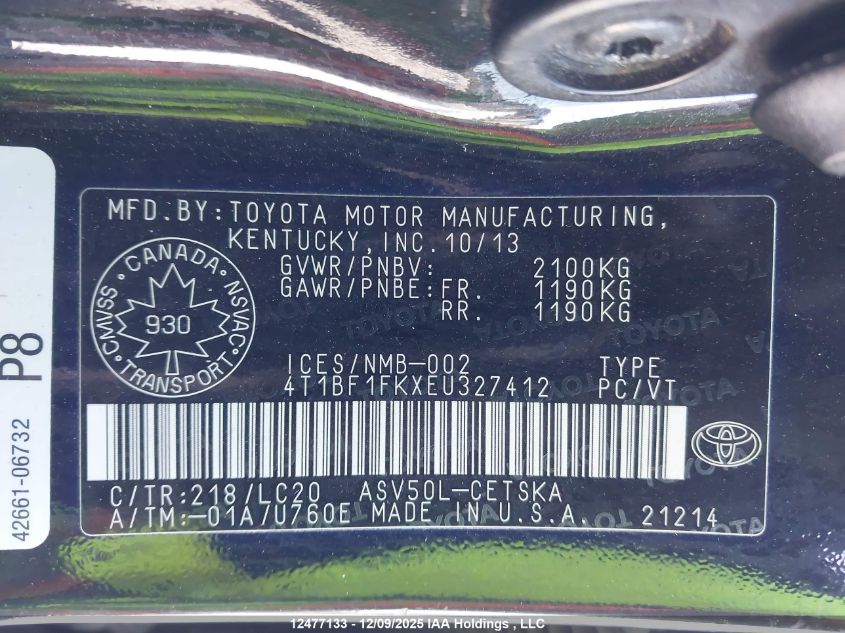 MFD.BY:TOYOTA MOTOR MANUFACTURING,
KENTUCKY,INC.10/13
GVWR/PNBV: 2100KG
GAWR/PNBE:FR. 1190KG
RR. 1190KG
CANADA
CMVSS NSVAC
930
TRANSPORT
ICES/NMB-002 TYPE
4T1BF1FKXEU327412 PC/VT
C/TR:218/LC20 ASV50L-CETSKA
A/TM:-01A/U760E MADE IN U.S.A. 21214
42661-06732 P8
TOYOTA
12477133 - 12/09/2025 IAA Holdings , LLC